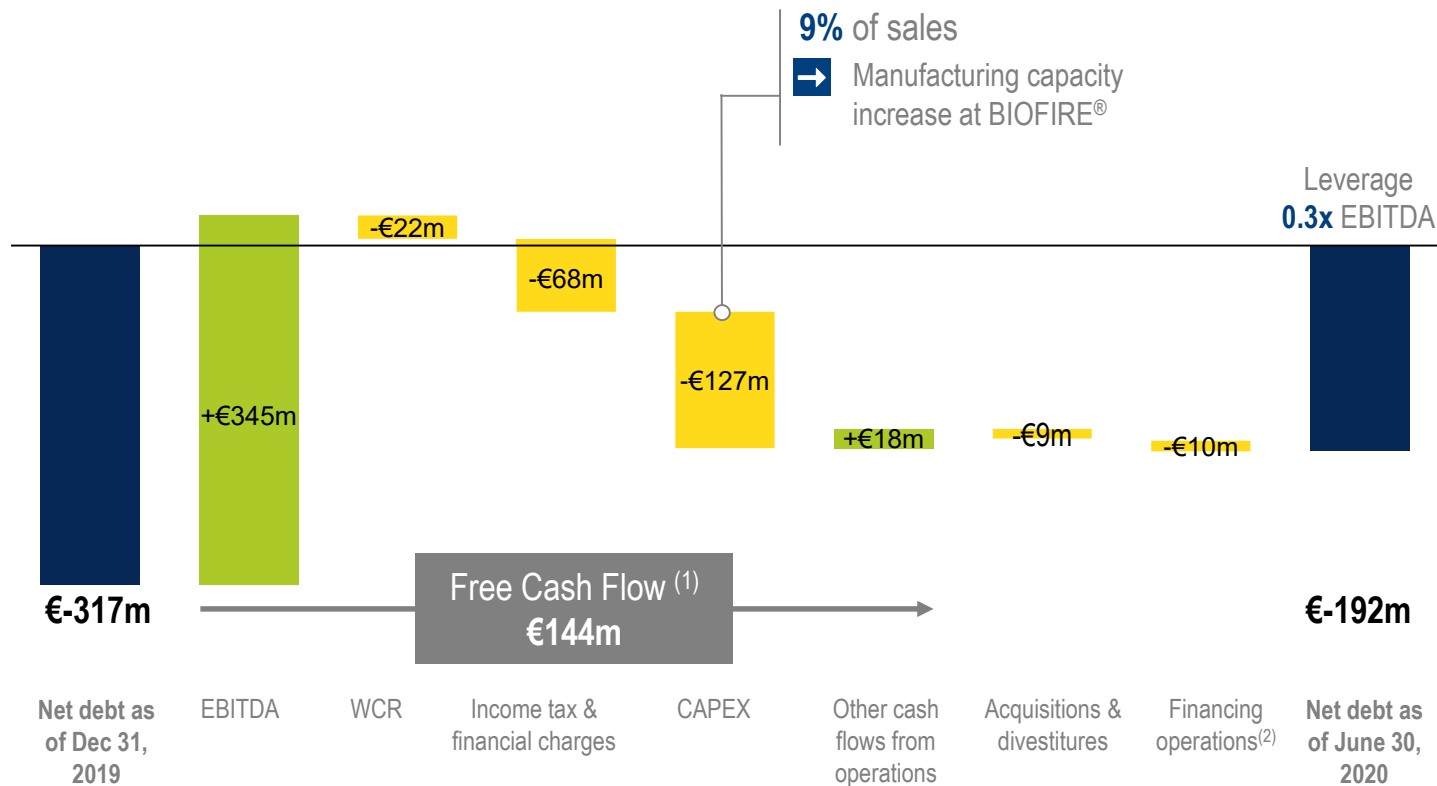 9% of sales
Manufacturing capacity
increase at BIOFIRE®
Leverage
0.3x EBITDA
-€22m
-€68m
-€127m
+€345m
+€18m
-€9m
-€10m
Free Cash Flow (1)
€144m
€-317m
€-192m
Net debt as
of Dec 31,
2019
EBITDA
WCR
Income tax &
financial charges
CAPEX
Other cash
flows from
operations
Acquisitions &
divestitures
Financing
operations(2)
Net debt as
of June 30,
2020